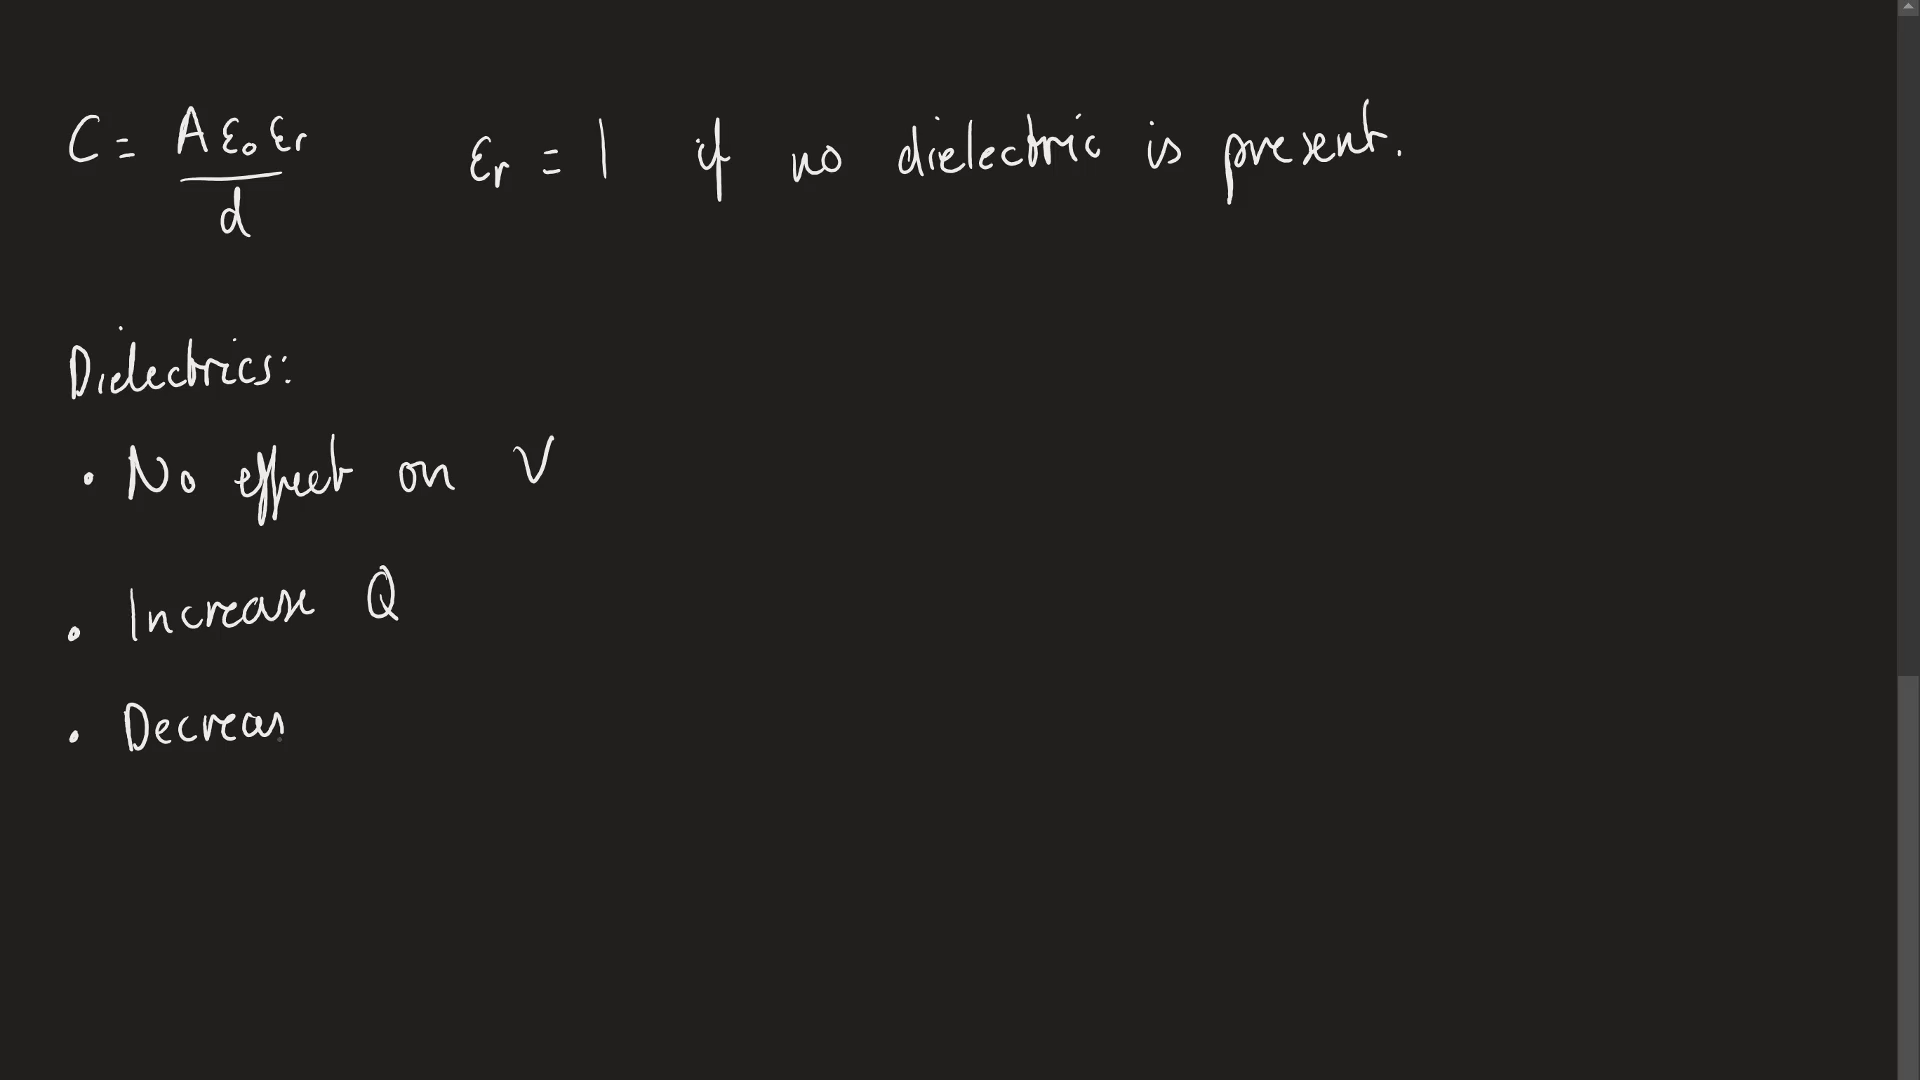 C = Aε₀εᵣ / d    εᵣ = 1 if no dielectric is present.
Dielectrics:
• No effect on V
• Increase Q
• Decreas